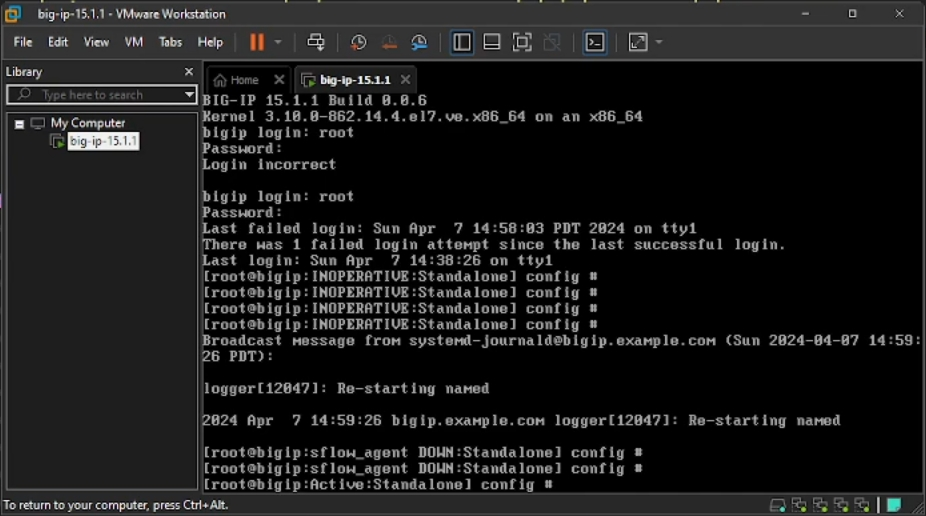 big-ip-15.1.1 - VMware Workstation
File Edit View VM Tabs Help
Library
Type here to search
My Computer
big-ip-15.1.1
Home
big-ip-15.1.1
BIG-IP 15.1.1 Build 0.0.6
Kernel 3.10.0-862.14.4.el7.ve.x86_64 on an x86_64
bigip login: root
Password:
Login incorrect
bigip login: root
Password:
Last failed login: Sun Apr  7 14:58:03 PDT 2024 on tty1
There was 1 failed login attempt since the last successful login.
Last login: Sun Apr  7 14:38:26 on tty1
[root@bigip:INOPERATIVE:Standalone] config #
[root@bigip:INOPERATIVE:Standalone] config #
[root@bigip:INOPERATIVE:Standalone] config #
[root@bigip:INOPERATIVE:Standalone] config #
Broadcast message from systemd-journald@bigip.example.com (Sun 2024-04-07 14:59:
26 PDT):
logger[12047]: Re-starting named
2024 Apr  7 14:59:26 bigip.example.com logger[12047]: Re-starting named
[root@bigip:sflow_agent DOWN:Standalone] config #
[root@bigip:sflow_agent DOWN:Standalone] config #
[root@bigip:Active:Standalone] config #
To return to your computer, press Ctrl+Alt.